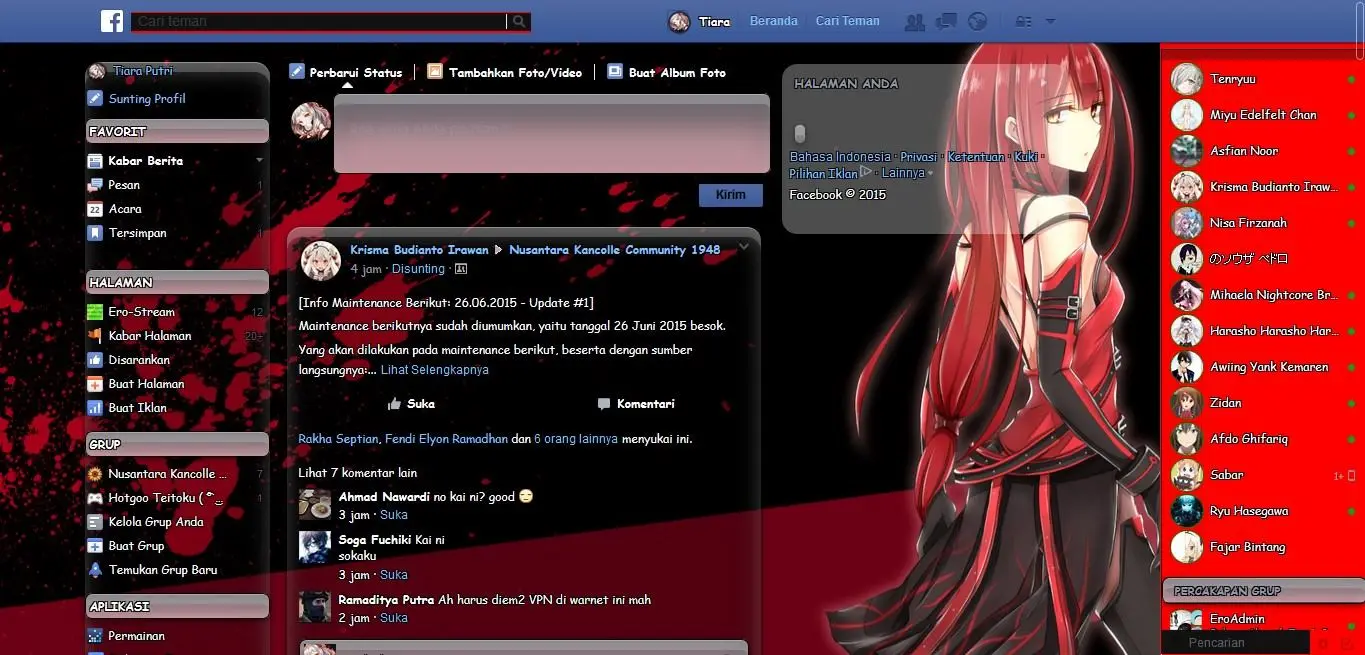 Cari teman
Tiara
Beranda
Cari Teman
Tiara Putri
Sunting Profil
FAVORIT
Kabar Berita
Pesan 1
Acara
Tersimpan 1
HALAMAN
Ero-Stream 12
Kabar Halaman 20+
Disarankan
Buat Halaman
Buat Iklan
GRUP
Nusantara Kancolle ... 7
Hotgoo Teitoku ( 1
Kelola Grup Anda
Buat Grup
Temukan Grup Baru
APLIKASI
Permainan
Perbarui Status
Tambahkan Foto/Video
Buat Album Foto
Kirim
Krisma Budianto Irawan ▶ Nusantara Kancolle Community 1948
4 jam · Disunting ·
[Info Maintenance Berikut: 26.06.2015 - Update #1]
Maintenance berikutnya sudah diumumkan, yaitu tanggal 26 Juni 2015 besok.
Yang akan dilakukan pada maintenance berikut, beserta dengan sumber
langsungnya:... Lihat Selengkapnya
Suka
Komentari
Rakha Septian, Fendi Elyon Ramadhan dan 6 orang lainnya menyukai ini.
Lihat 7 komentar lain
Ahmad Nawardi no kai ni? good
3 jam · Suka
Soga Fuchiki Kai ni
sokaku
3 jam · Suka
Ramaditya Putra Ah harus diem2 VPN di warnet ini mah
2 jam · Suka
HALAMAN ANDA
Bahasa Indonesia · Privasi · Ketentuan · Kuki ·
Pilihan Iklan · Lainnya
Facebook © 2015
Tenryuu
Miyu Edelfelt Chan
Asfian Noor
Krisma Budianto Iraw...
Nisa Firzanah
のソウザ ペドロ
Mihaela Nightcore Br...
Harasho Harasho Har...
Awiing Yank Kemaren
Zidan
Afdo Ghifariq
Sabar 1+
Ryu Hasegawa
Fajar Bintang
PERCAKAPAN GRUP
EroAdmin
Pencarian